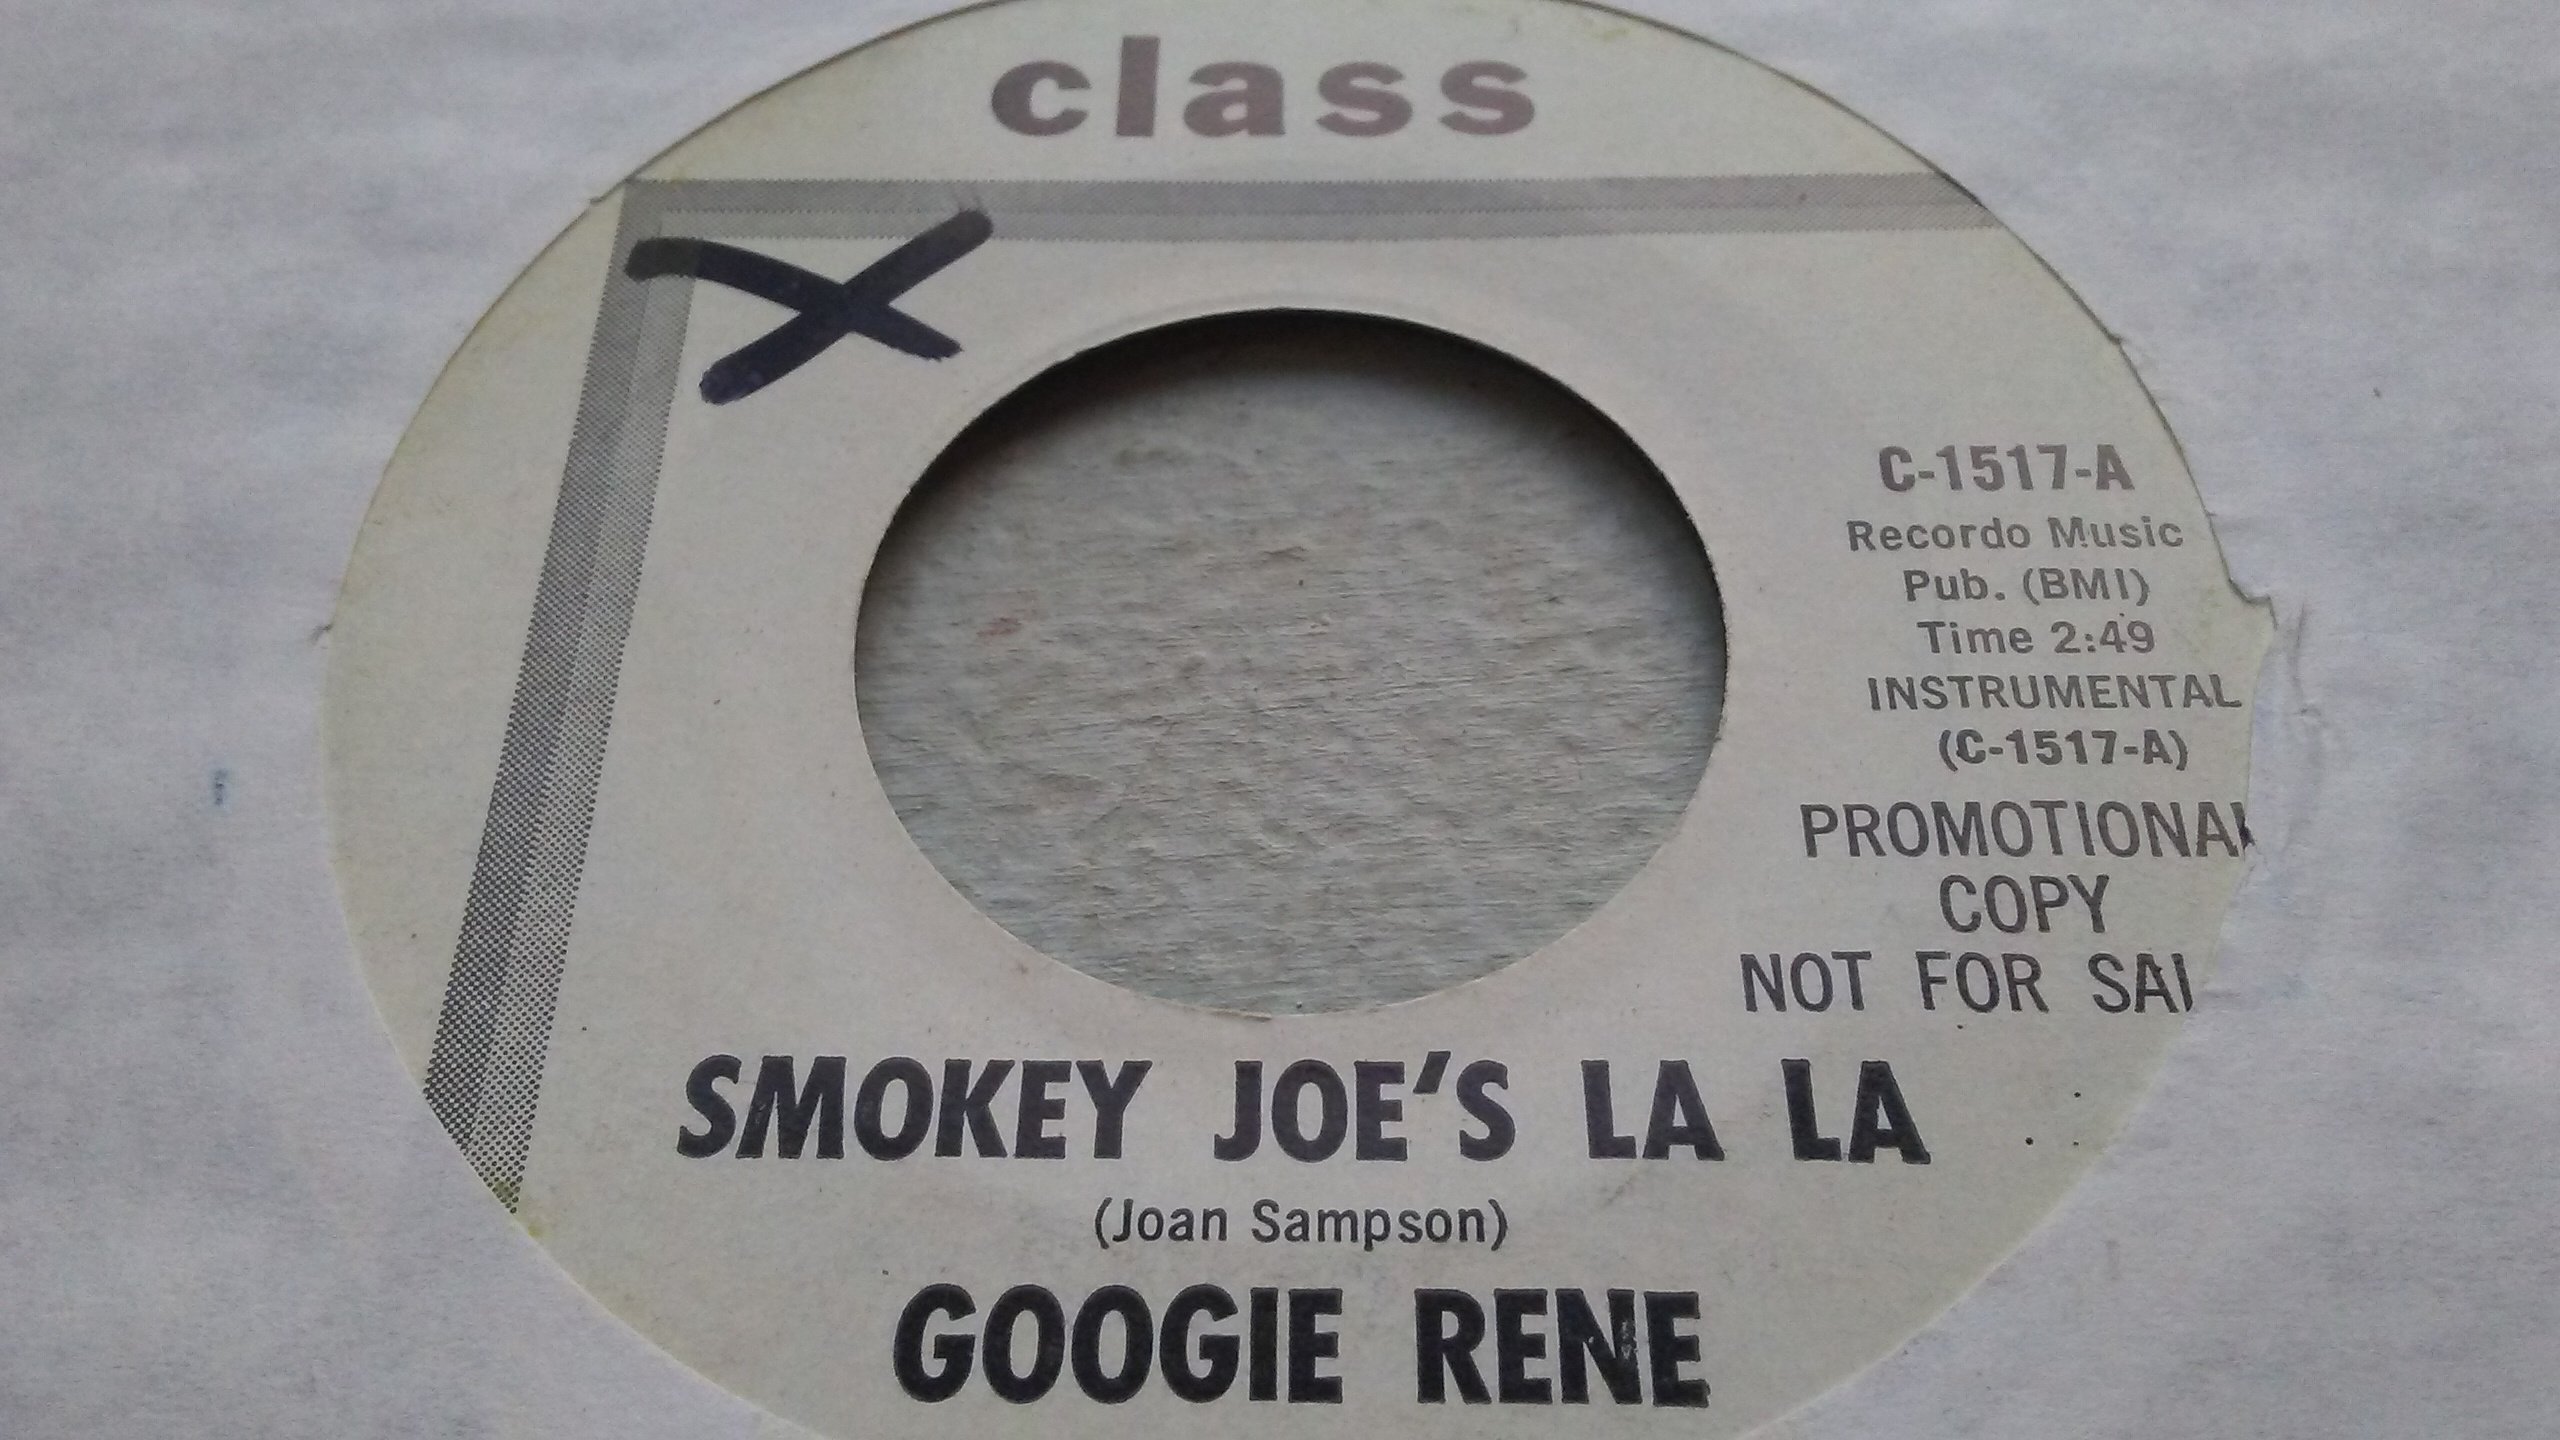 class
C-1517-A
Recordo Music
Pub. (BMI)
Time 2:49
INSTRUMENTAL
(C-1517-A)
PROMOTIONAL
COPY
NOT FOR SAL
SMOKEY JOE'S LA LA
(Joan Sampson)
GOOGIE RENE